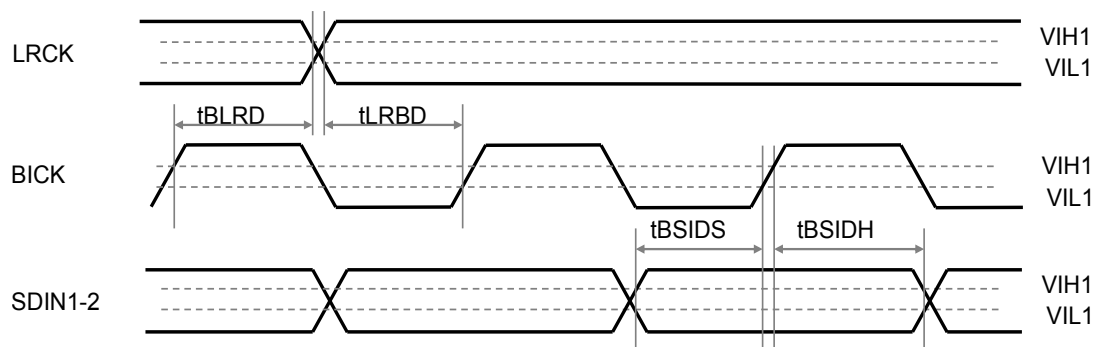 LRCK
VIH1
VIL1
tBLRD
tLRBD
BICK
VIH1
VIL1
tBSIDS
tBSIDH
SDIN1-2
VIH1
VIL1